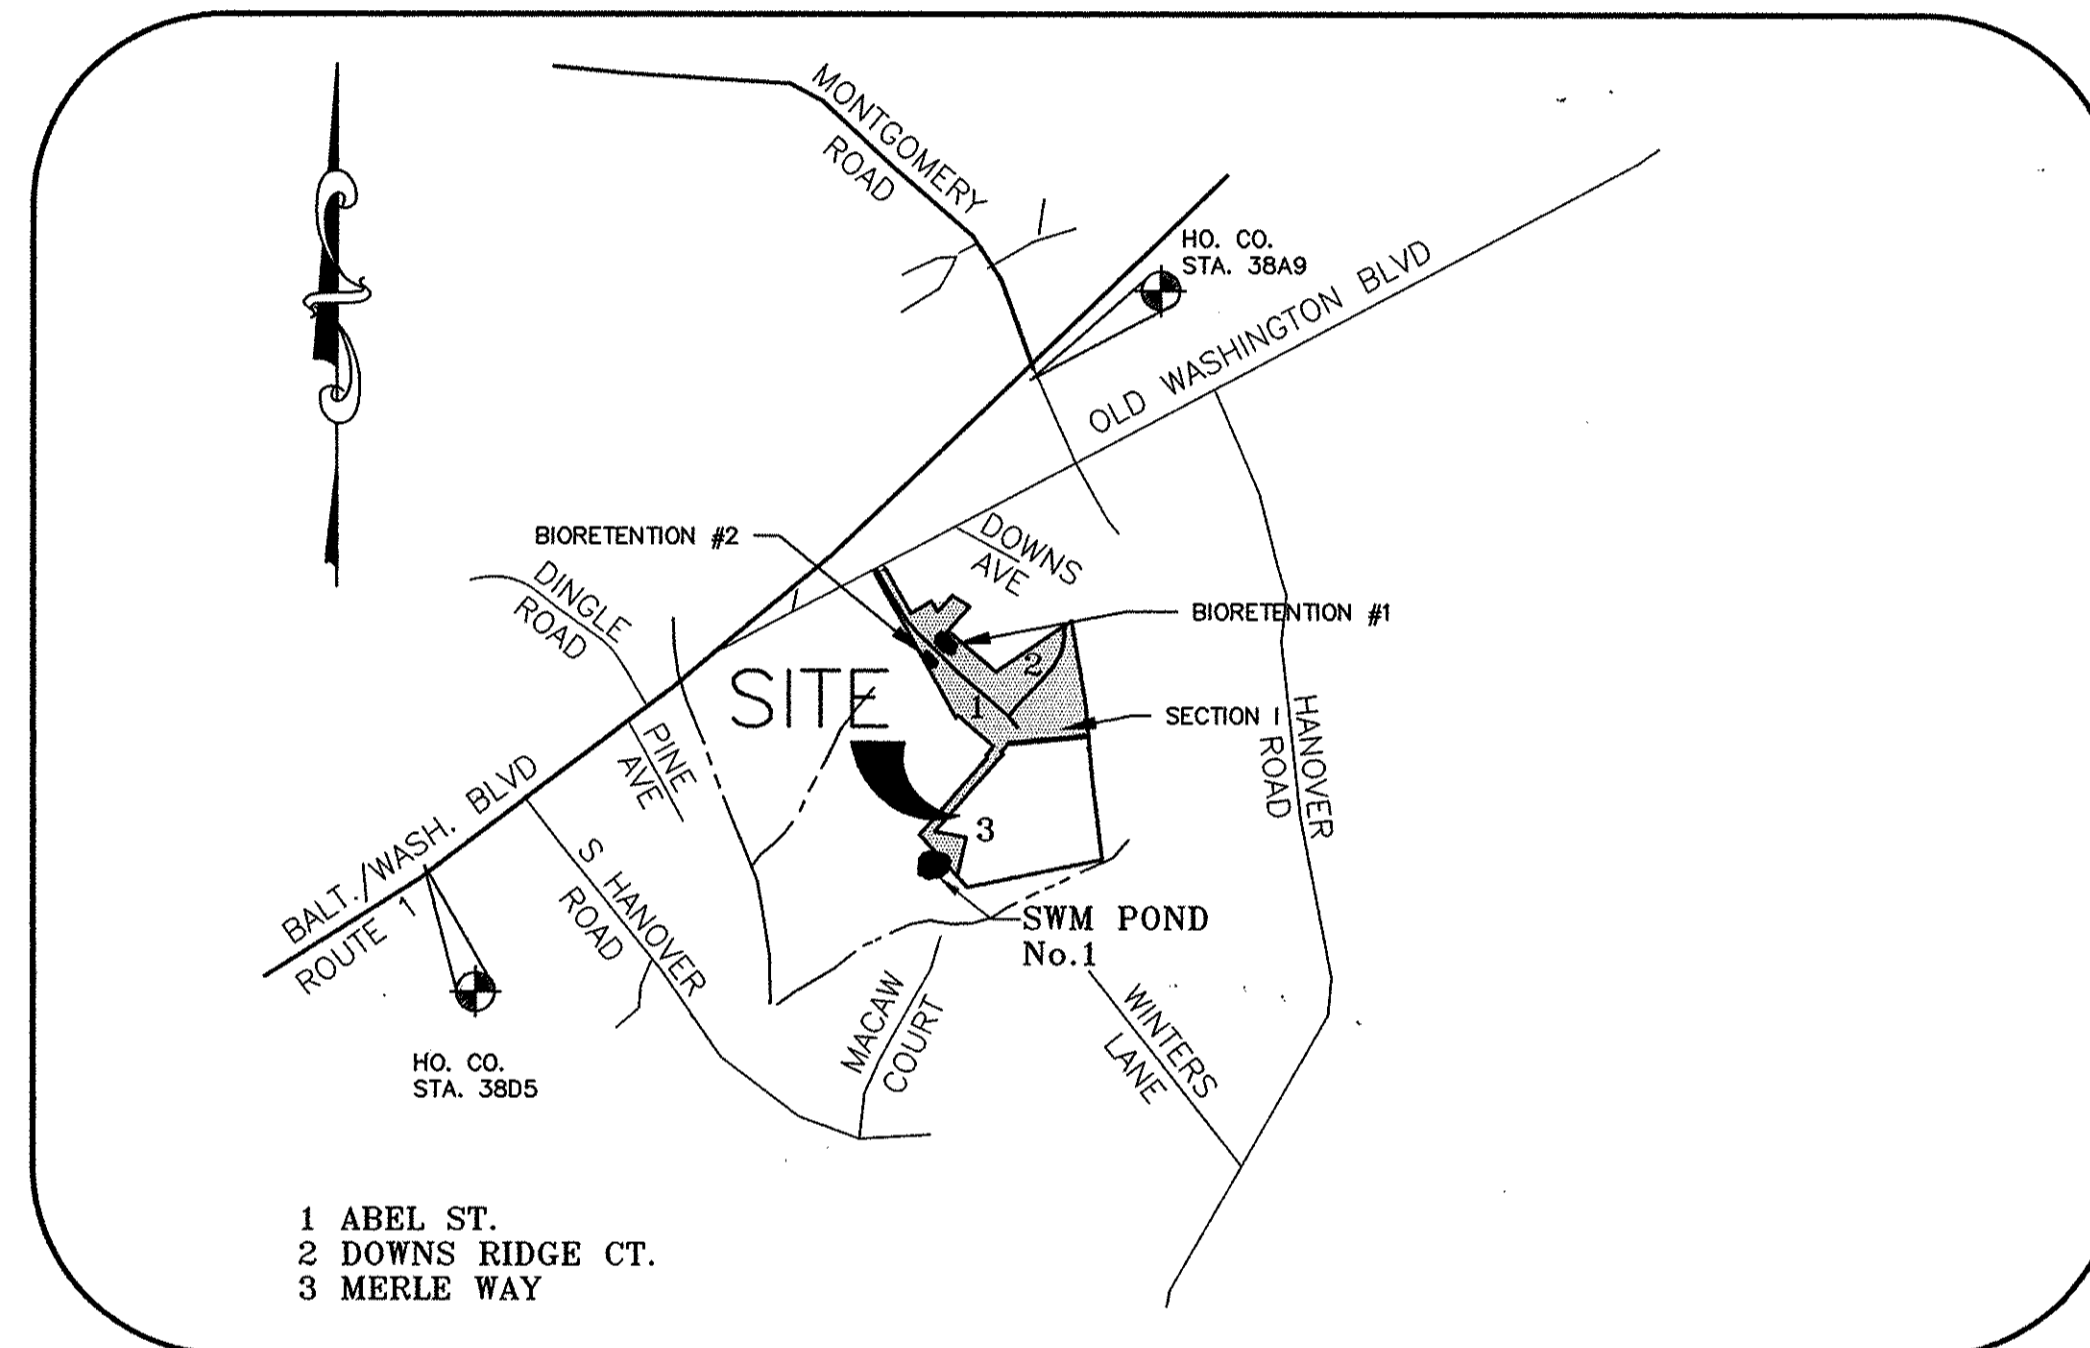 MONTGOMERY
ROAD
HO. CO.
STA. 38A9
OLD WASHINGTON BLVD
BIORETENTION #2
DOWNS
AVE
DINGLE
ROAD
BIORETENTION #1
SITE
2
1
SECTION I
HANOVER
ROAD
PINE
AVE
BALT./WASH. BLVD
ROUTE 1
S HANOVER
ROAD
3
SWM POND
No.1
MACAW
COURT
WINTERS
LANE
HO. CO.
STA. 38D5
1 ABEL ST.
2 DOWNS RIDGE CT.
3 MERLE WAY